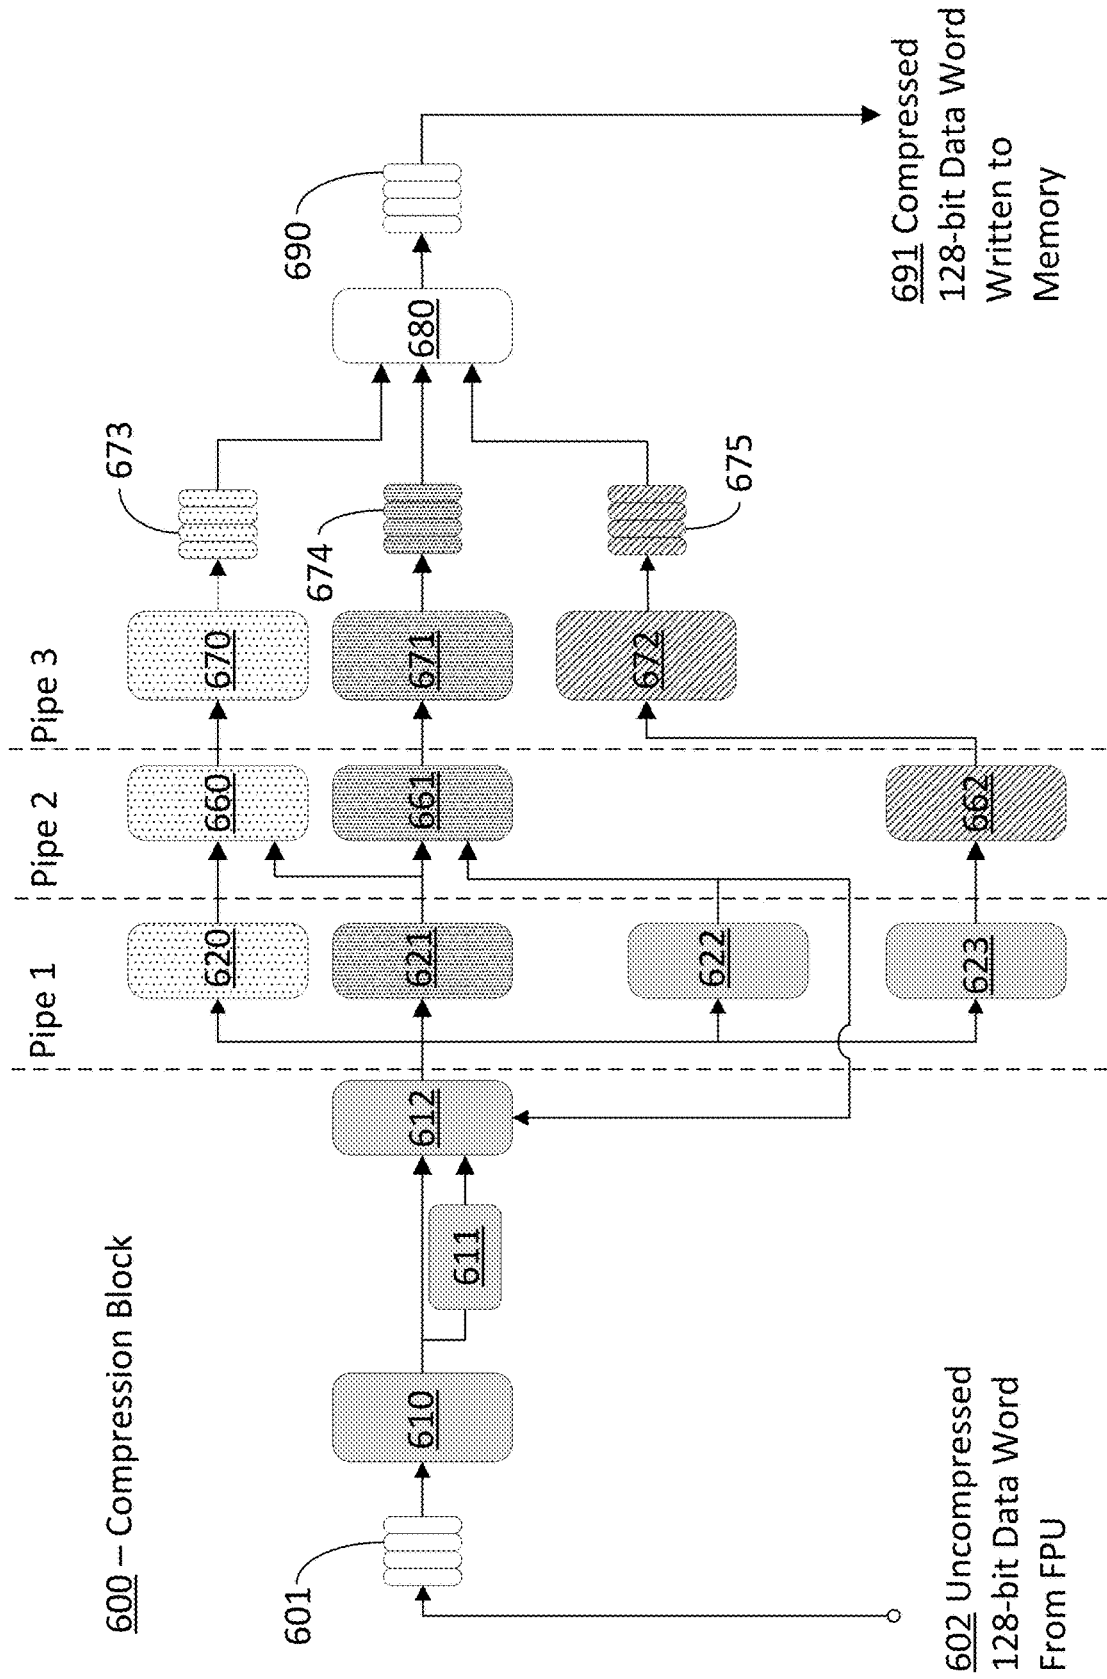 600 – Compression Block
Pipe 1
Pipe 2
Pipe 3
601
602 Uncompressed
128-bit Data Word
From FPU
610
611
612
620
621
622
623
660
661
662
670
671
672
673
674
675
680
690
691 Compressed
128-bit Data Word
Written to
Memory